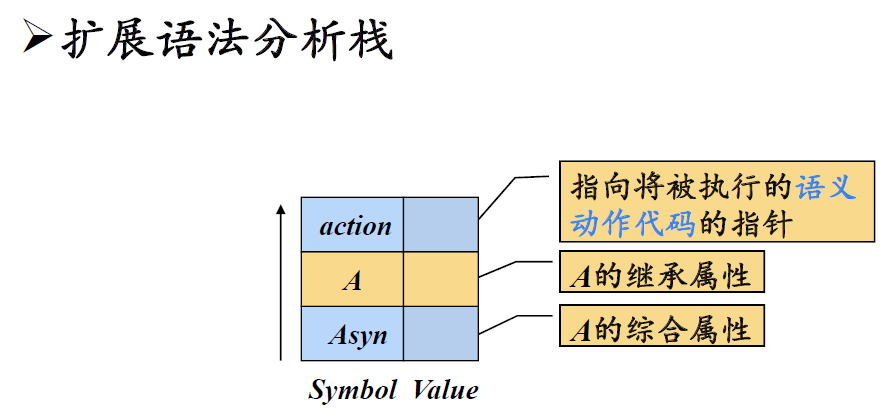 ➢扩展语法分析栈
指向将被执行的语义
动作代码的指针
action
A
A的继承属性
Asyn
A的综合属性
Symbol Value